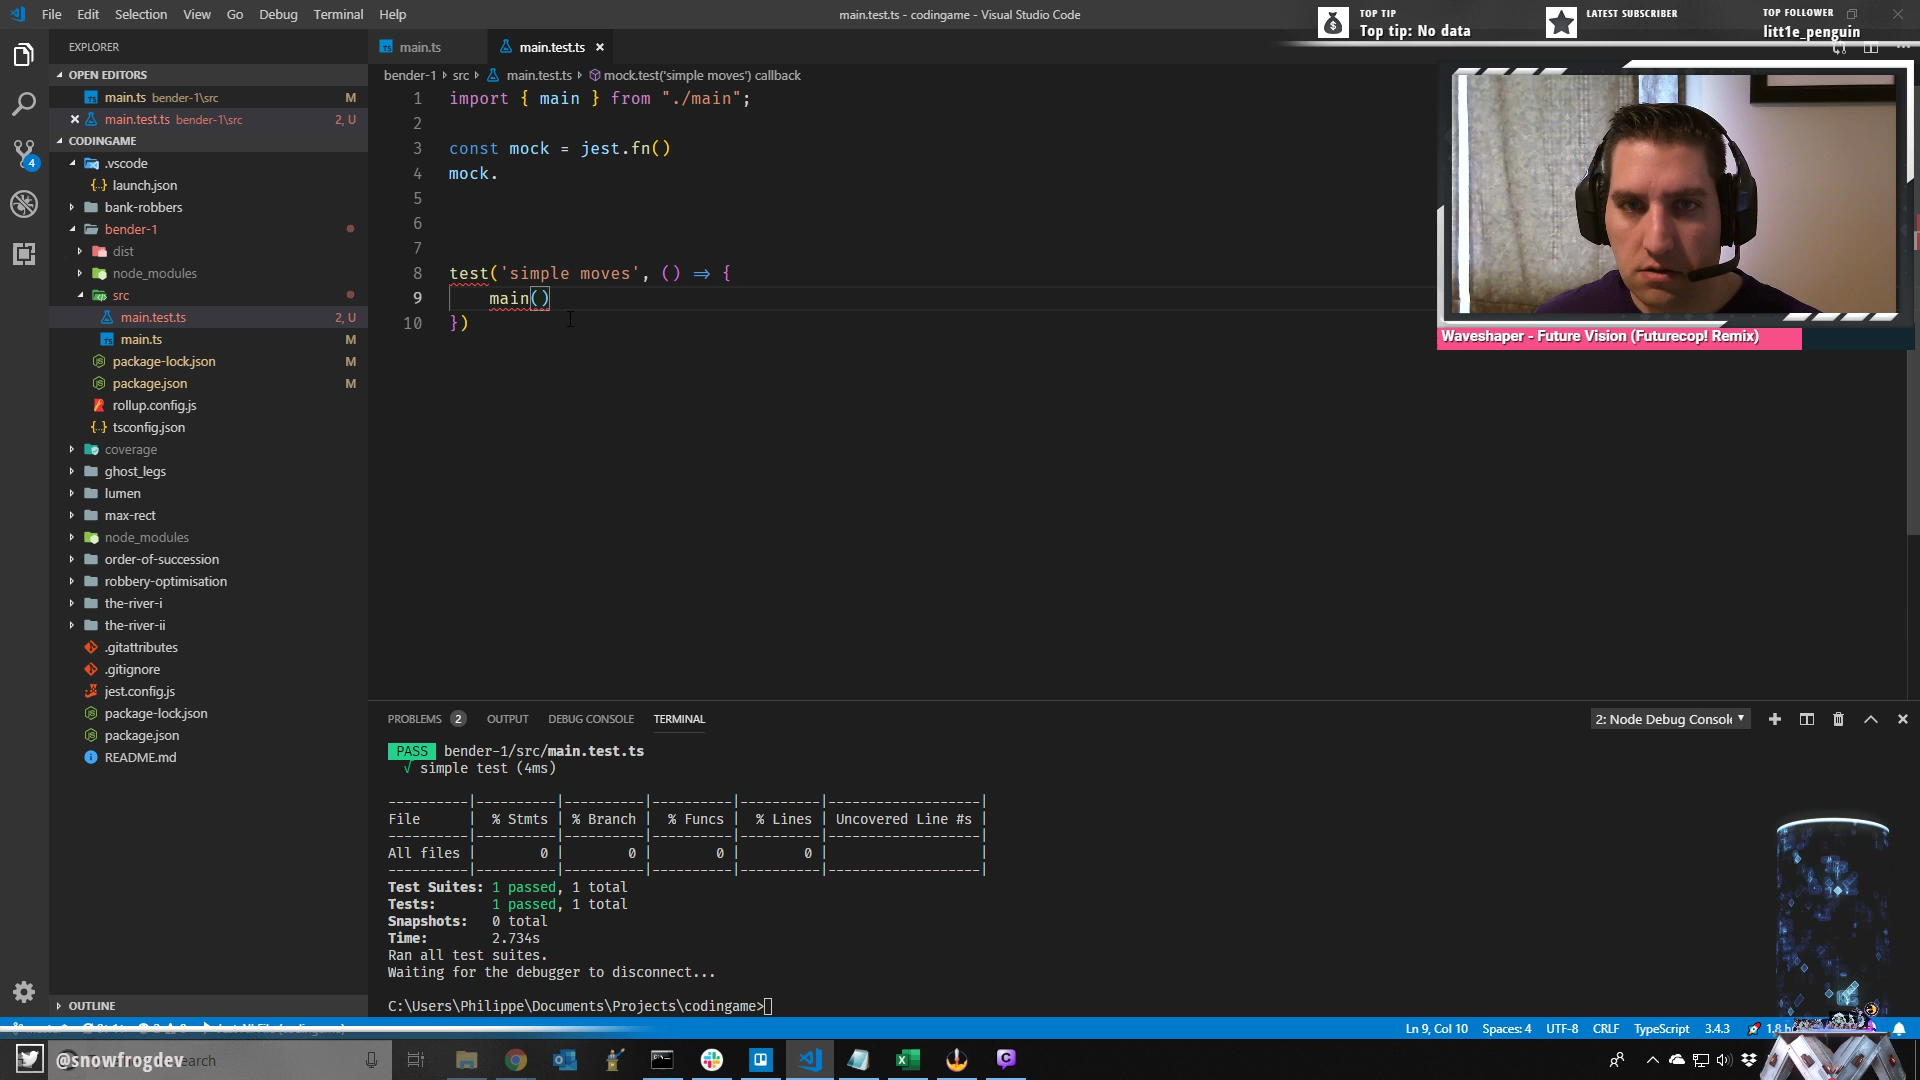 File Edit Selection View Go Debug Terminal Help
main.test.ts - codingame - Visual Studio Code
TOP TIP
Top tip: No data
LATEST SUBSCRIBER
TOP FOLLOWER
litt1e_penguin
EXPLORER
OPEN EDITORS
main.ts bender-1\src M
main.test.ts bender-1\src 2, U
CODINGAME
.vscode
launch.json
bank-robbers
bender-1
dist
node_modules
src
main.test.ts 2, U
main.ts M
package-lock.json M
package.json M
rollup.config.js
tsconfig.json
coverage
ghost_legs
lumen
max-rect
node_modules
order-of-succession
robbery-optimisation
the-river-i
the-river-ii
.gitattributes
.gitignore
jest.config.js
package-lock.json
package.json
README.md
OUTLINE
4
main.ts
main.test.ts
bender-1 src main.test.ts mock.test('simple moves') callback
1 import { main } from "./main";
2
3 const mock = jest.fn()
4 mock.
5
6
7
8 test('simple moves', () => {
9 main()
10 })
Waveshaper - Future Vision (Futurecop! Remix)
PROBLEMS 2 OUTPUT DEBUG CONSOLE TERMINAL
2: Node Debug Console
PASS bender-1/src/main.test.ts
√ simple test (4ms)
----------|----------|----------|----------|----------|-------------------|
File | % Stmts | % Branch | % Funcs | % Lines | Uncovered Line #s |
----------|----------|----------|----------|----------|-------------------|
All files | 0 | 0 | 0 | 0 | |
----------|----------|----------|----------|----------|-------------------|
Test Suites: 1 passed, 1 total
Tests: 1 passed, 1 total
Snapshots: 0 total
Time: 2.734s
Ran all test suites.
Waiting for the debugger to disconnect...
C:\Users\Philippe\Documents\Projects\codingame>
Ln 9, Col 10 Spaces: 4 UTF-8 CRLF TypeScript 3.4.3
@snowfrogdev